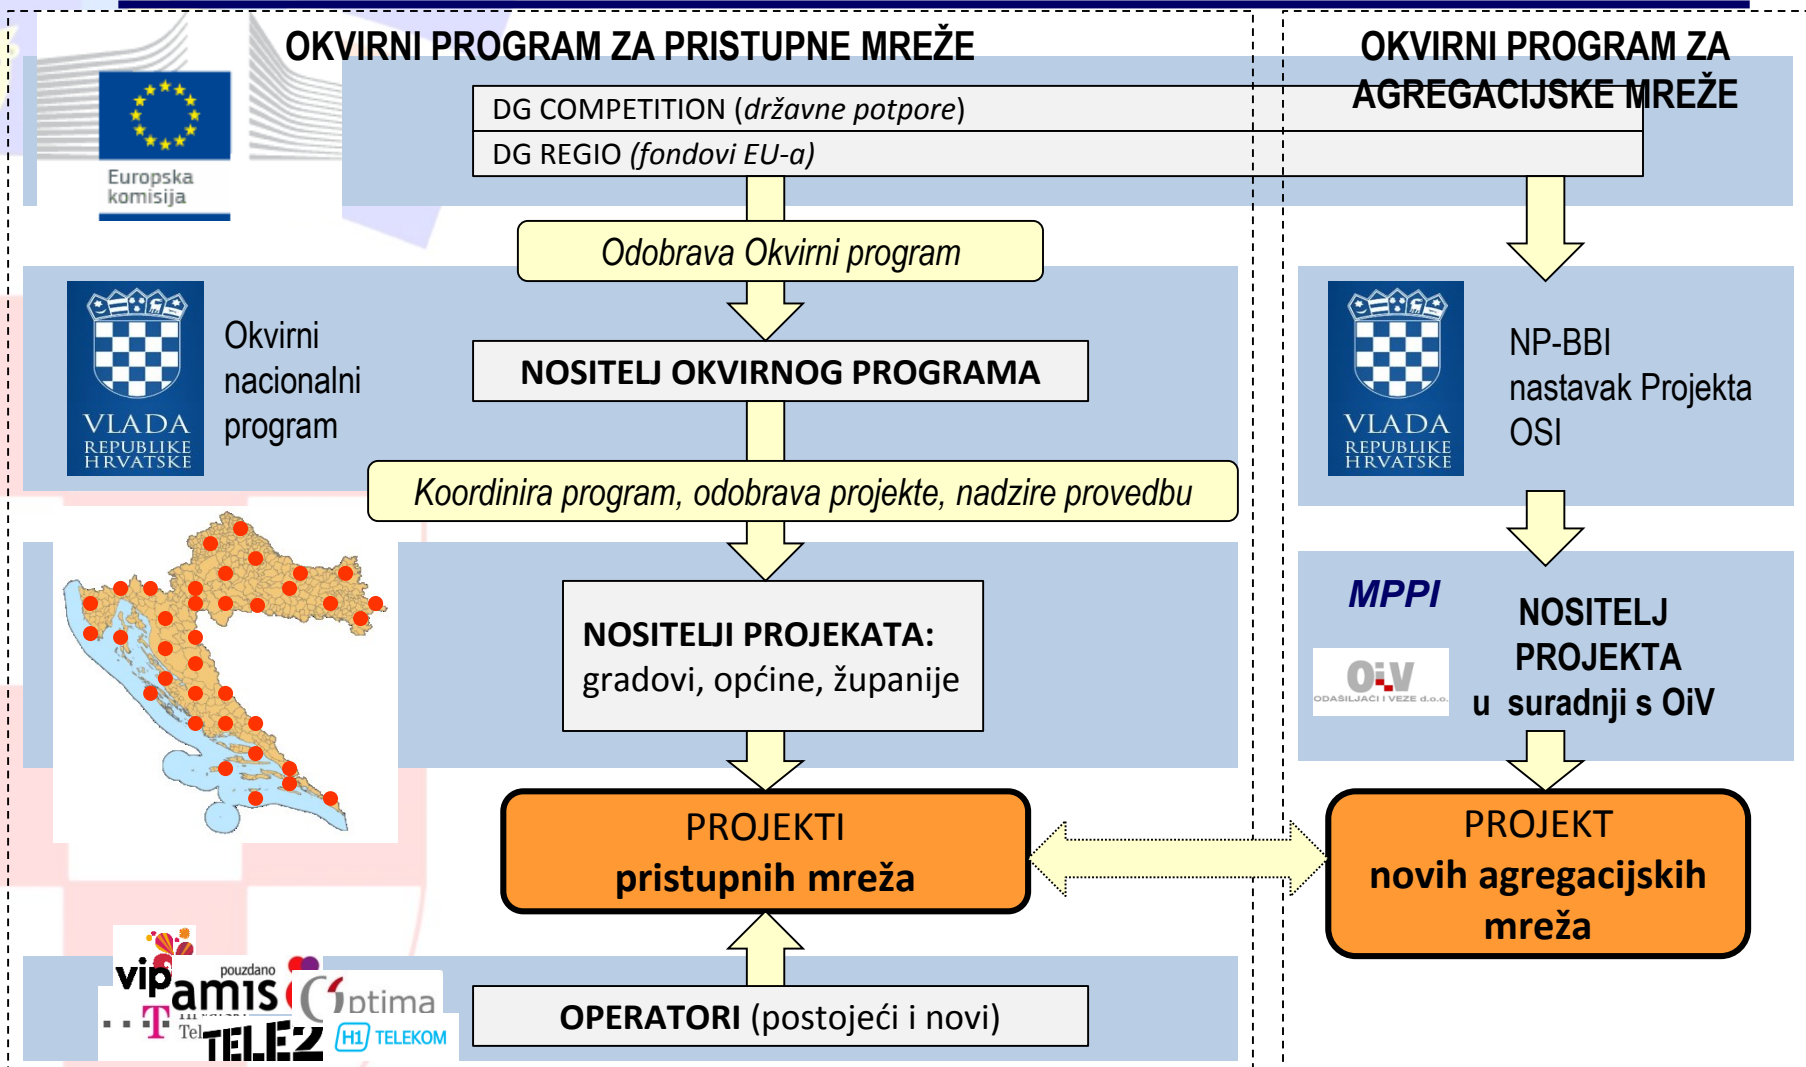 OKVIRNI PROGRAM ZA PRISTUPNE MREŽE
OKVIRNI PROGRAM ZA
AGREGACIJSKE MREŽE
DG COMPETITION (državne potpore)
DG REGIO (fondovi EU-a)
Europska
komisija
Odobrava Okvirni program
VLADA
REPUBLIKE
HRVATSKE
Okvirni
nacionalni
program
NOSITELJ OKVIRNOG PROGRAMA
VLADA
REPUBLIKE
HRVATSKE
NP-BBI
nastavak Projekta
OSI
Koordinira program, odobrava projekte, nadzire provedbu
NOSITELJI PROJEKATA:
gradovi, općine, županije
MPPI
OiV
ODAŠILJAČI I VEZE d.o.o.
NOSITELJ
PROJEKTA
u suradnji s OiV
PROJEKTI
pristupnih mreža
PROJEKT
novih agregacijskih
mreža
vip
pouzdano
amis
Optima
T
Tel
TELE2
H1 TELEKOM
OPERATORI (postojeći i novi)